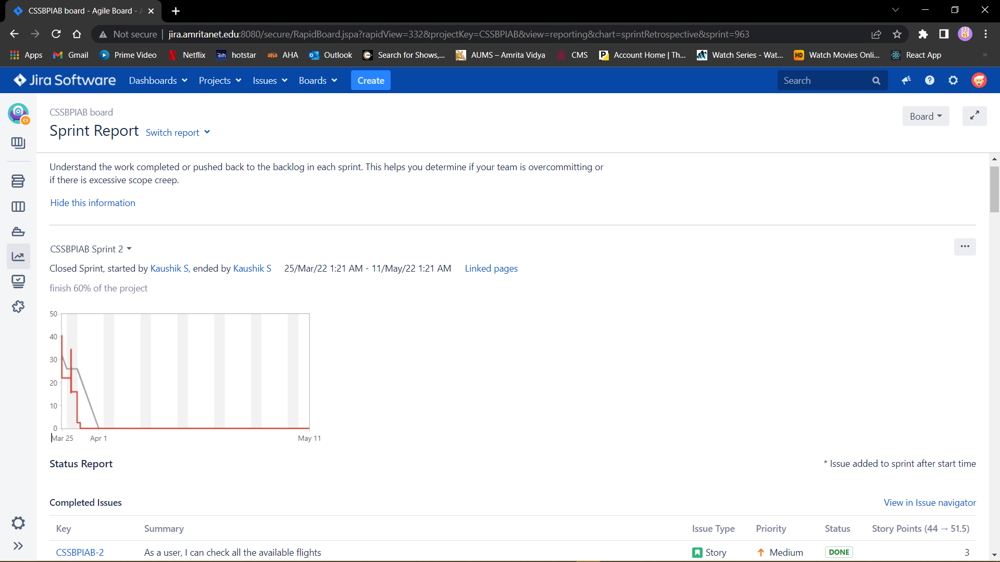 CSSBPIAB board - Agile Board -
Not secure
jira.amritanet.edu:8080/secure/RapidBoard.jspa?rapidView=332&projectKey=CSSBPIAB&view=reporting&chart=sprintRetrospective&sprint=963
Apps Gmail Prime Video Netflix hotstar AHA Outlook Search for Shows,... AUMS – Amrita Vidya CMS Account Home | Th... Watch Series - Wat... HD Watch Movies Onli... React App
Jira Software Dashboards Projects Issues Boards Create Search
CSSBPIAB board
Sprint Report Switch report
Board
Understand the work completed or pushed back to the backlog in each sprint. This helps you determine if your team is overcommitting or
if there is excessive scope creep.
Hide this information
CSSBPIAB Sprint 2
Closed Sprint, started by Kaushik S, ended by Kaushik S 25/Mar/22 1:21 AM - 11/May/22 1:21 AM Linked pages
finish 60% of the project
50
40
30
20
10
0
Mar 25 Apr 1 May 11
Status Report * Issue added to sprint after start time
Completed Issues View in Issue navigator
Key Summary Issue Type Priority Status Story Points (44 → 51.5)
CSSBPIAB-2 As a user, I can check all the available flights Story Medium DONE 3